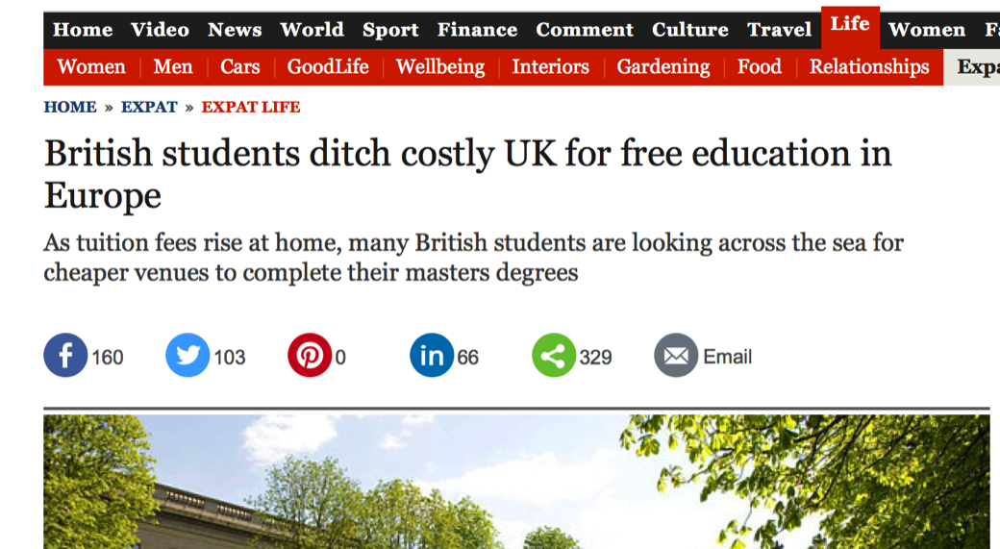 Home Video News World Sport Finance Comment Culture Travel Life Women
Women Men Cars GoodLife Wellbeing Interiors Gardening Food Relationships
HOME » EXPAT » EXPAT LIFE
British students ditch costly UK for free education in
Europe
As tuition fees rise at home, many British students are looking across the sea for
cheaper venues to complete their masters degrees
f 160 103 0 in 66 329 Email